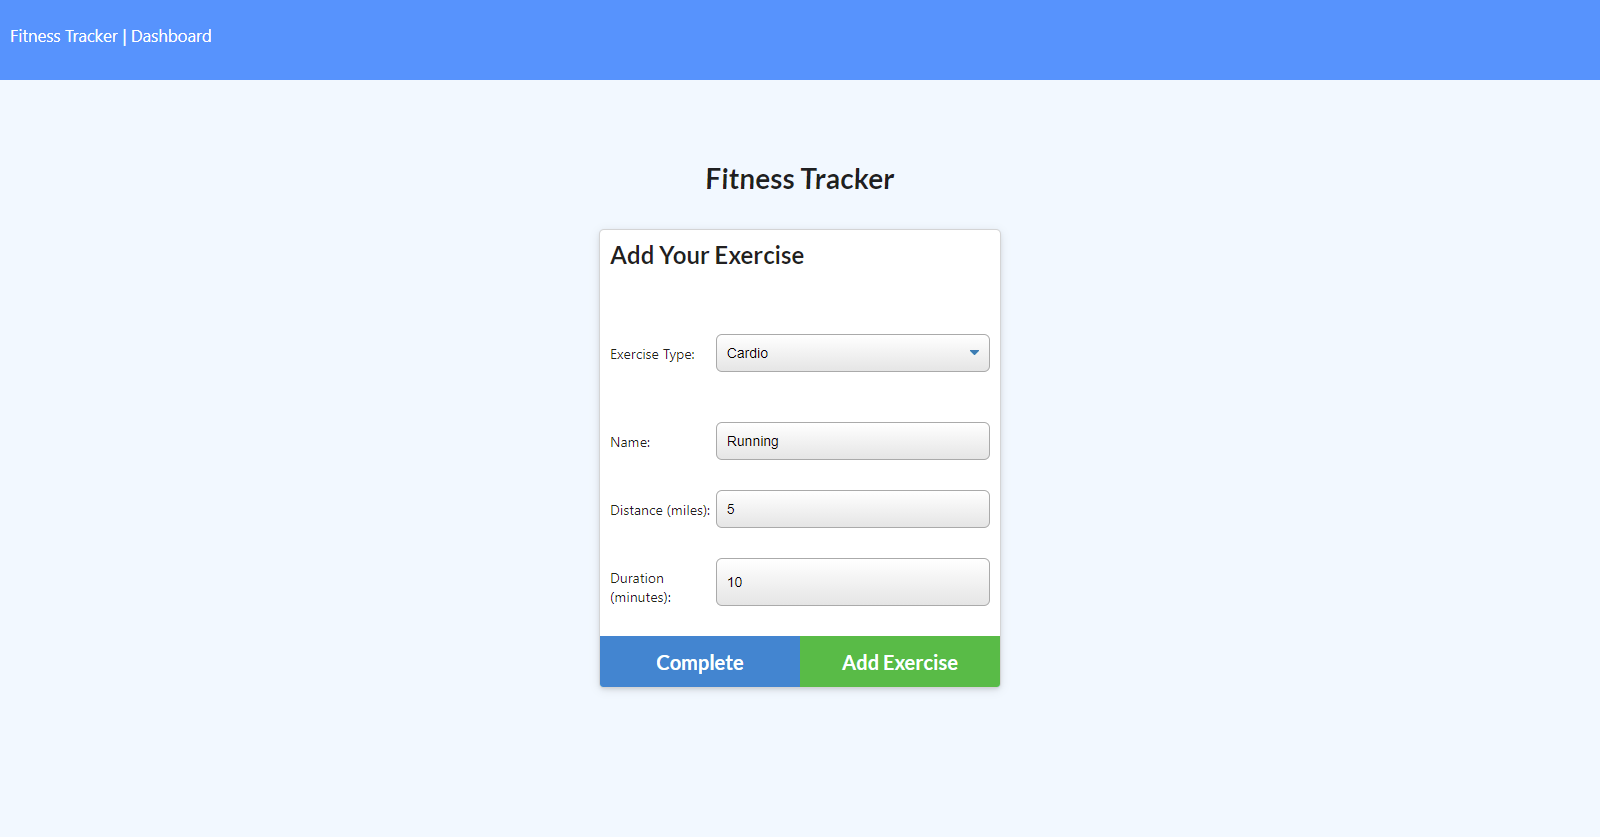 Fitness Tracker | Dashboard
Fitness Tracker
Add Your Exercise
Exercise Type: Cardio
Name: Running
Distance (miles): 5
Duration (minutes): 10
Complete Add Exercise